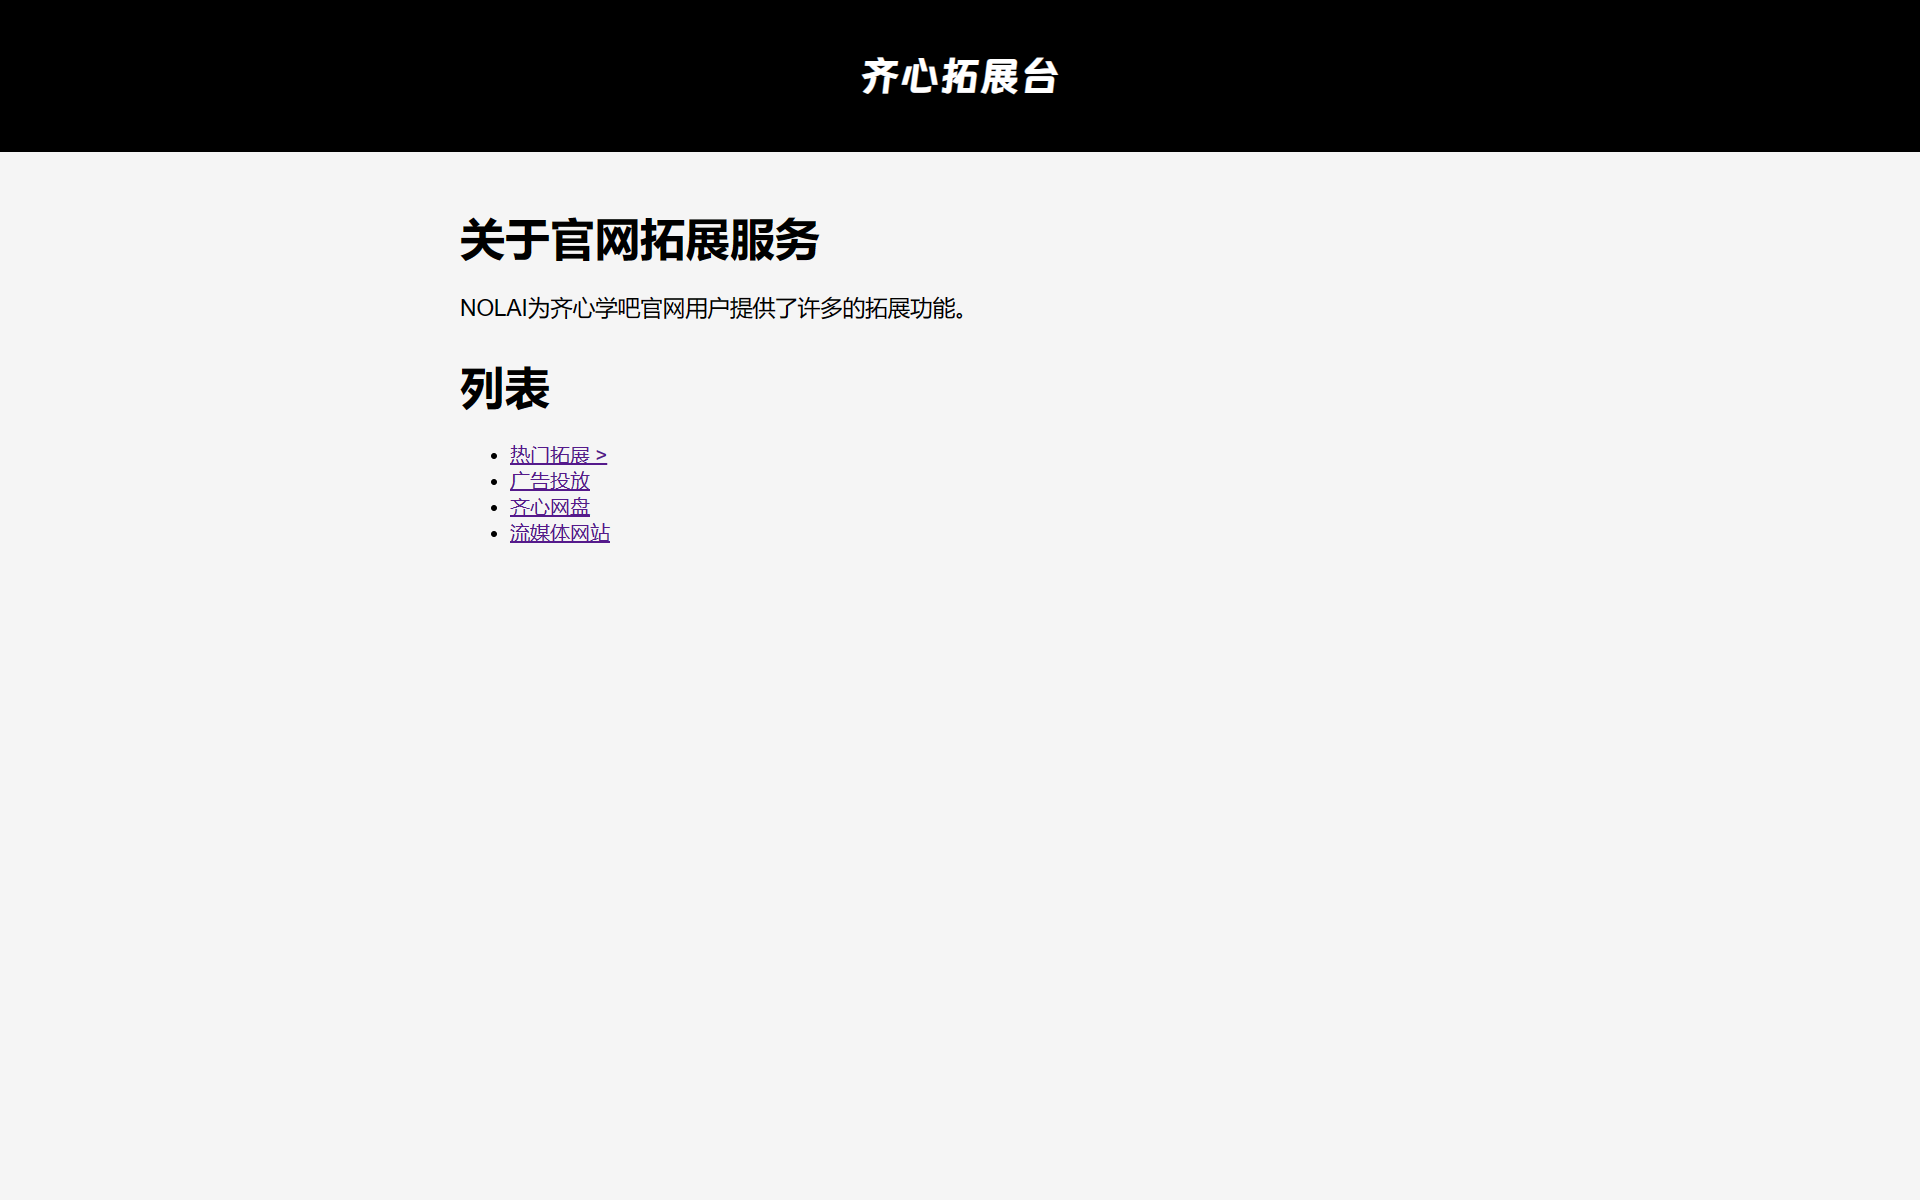 齐心拓展台
关于官网拓展服务
NOLAI为齐心学吧官网用户提供了许多的拓展功能。
列表
热门拓展 >
广告投放
齐心网盘
流媒体网站